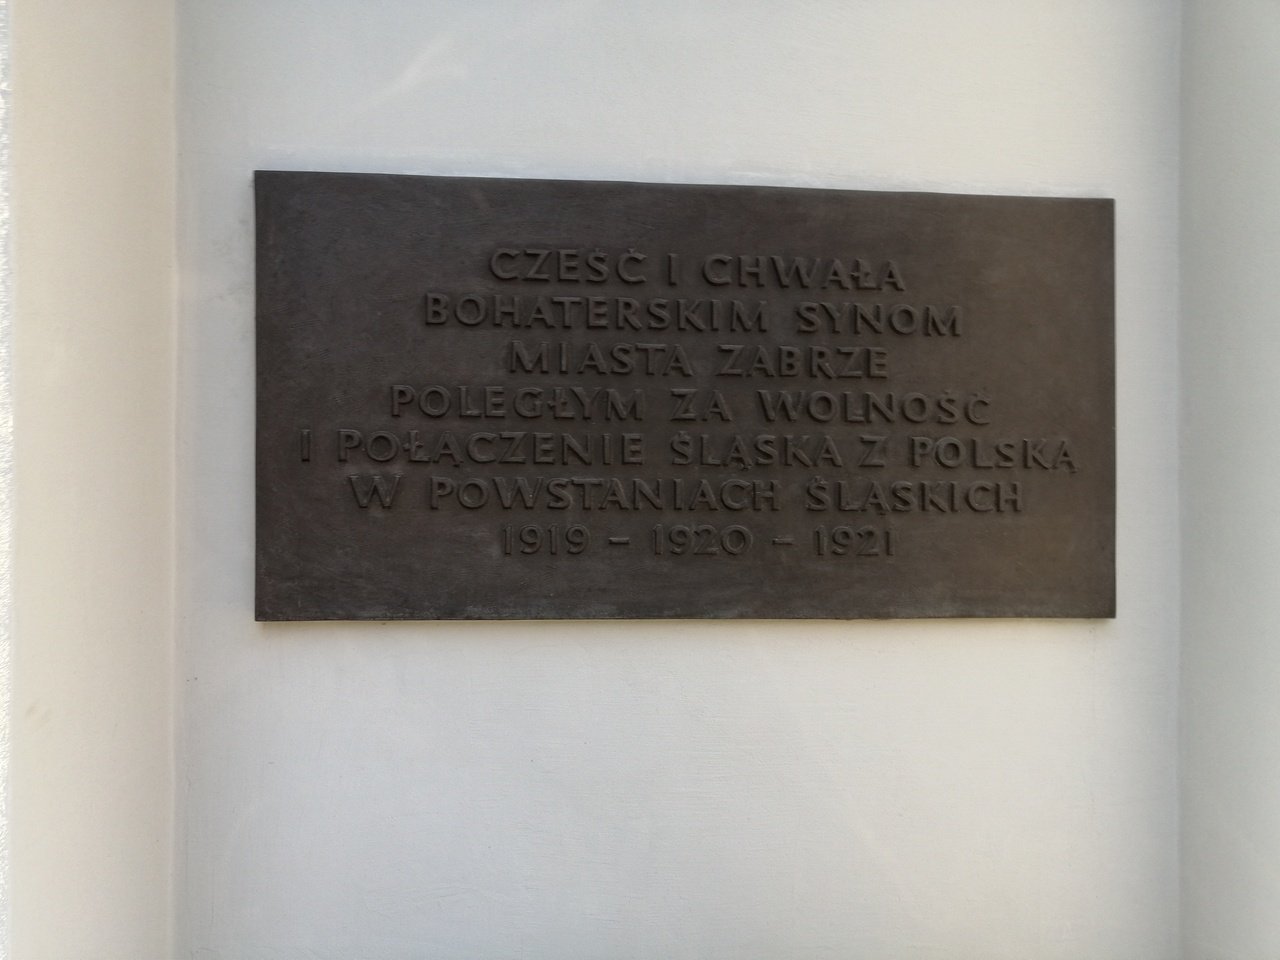 CZEŚĆ I CHWAŁA
BOHATERSKIM SYNOM
MIASTA ZABRZE
POLEGŁYM ZA WOLNOŚĆ
I POŁĄCZENIE ŚLĄSKA Z POLSKĄ
W POWSTANIACH ŚLĄSKICH
1919 - 1920 - 1921